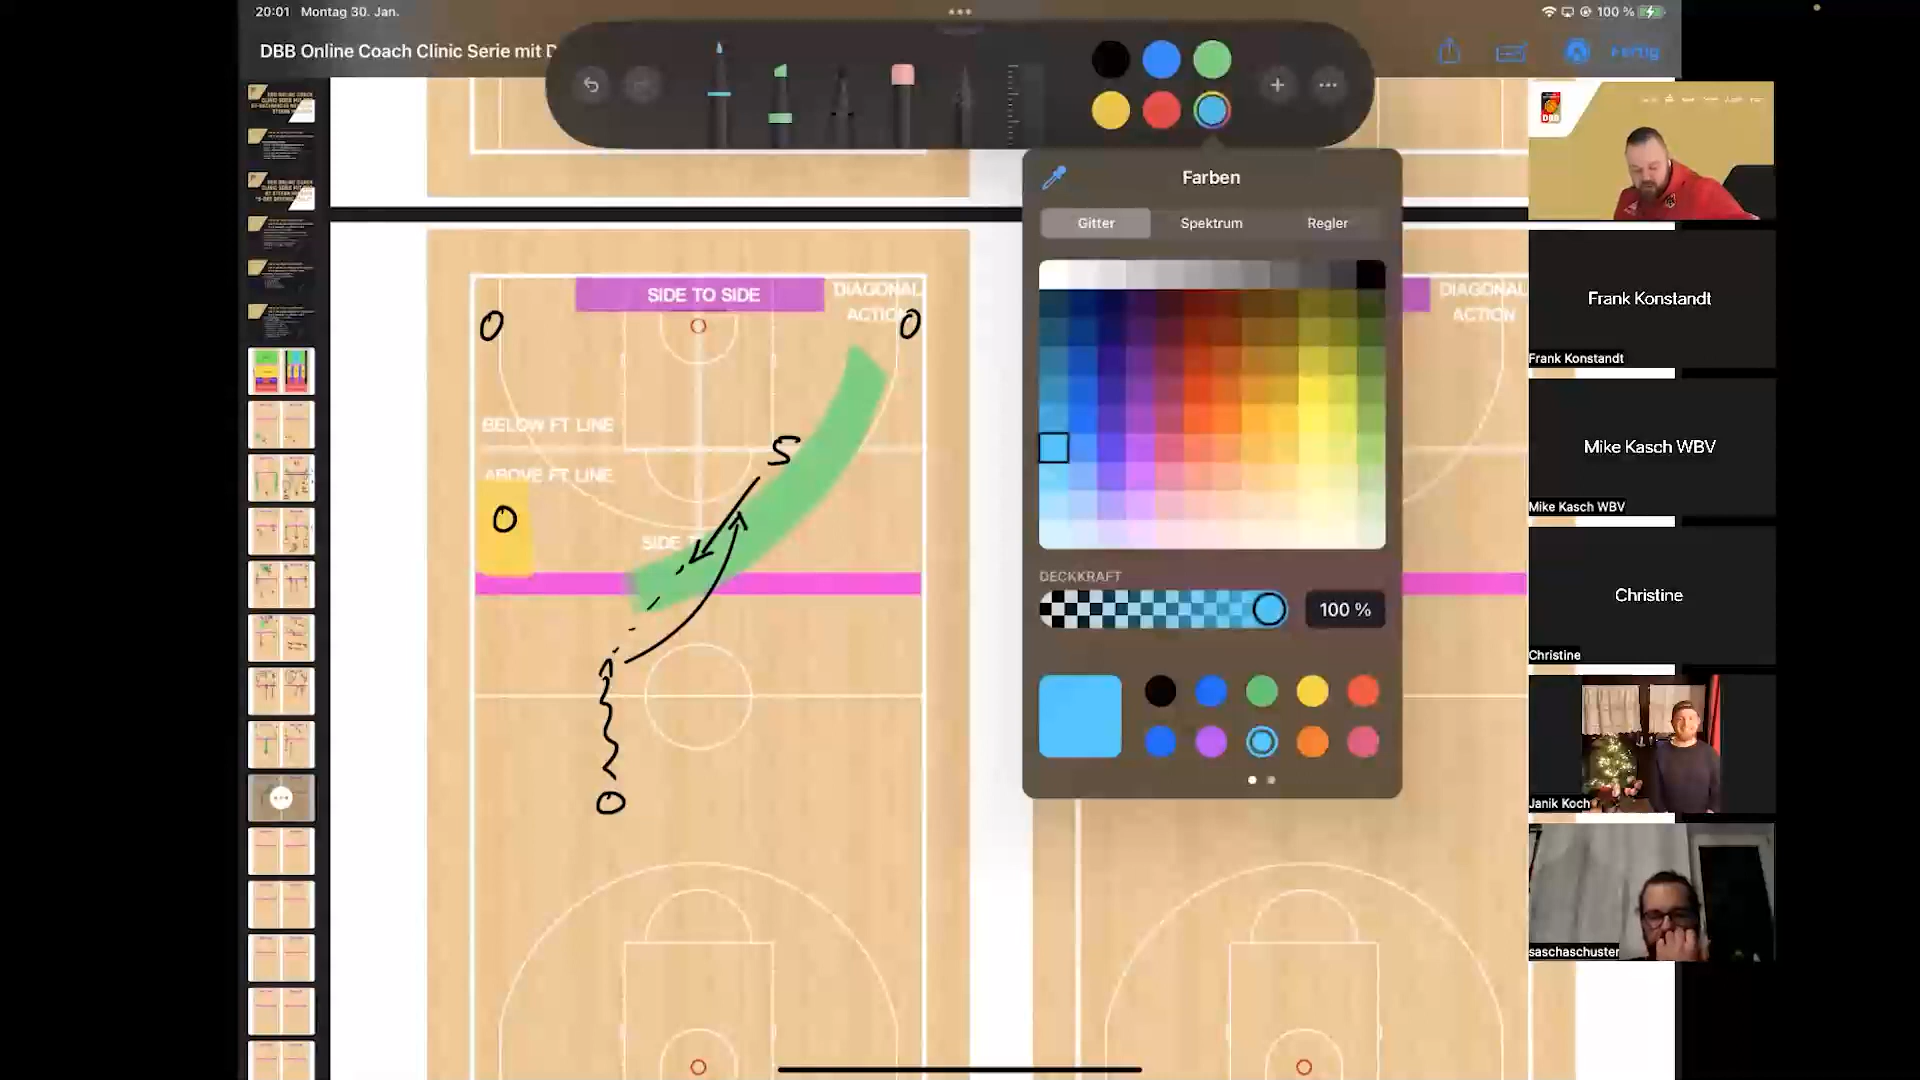 20:01 Montag 30. Jan.
100 %
DBB Online Coach Clinic Serie mit D
Fertig
Farben
Gitter
Spektrum
Regler
DECKKRAFT
100 %
SIDE TO SIDE
DIAGONAL
ACTION
O
O
BELOW FT LINE
S
ABOVE FT LINE
O
SIDE T
O
DIAGONAL
ACTION
DBB
Frank Konstandt
Frank Konstandt
Mike Kasch WBV
Mike Kasch WBV
Christine
Christine
Janik Koch
saschaschuster